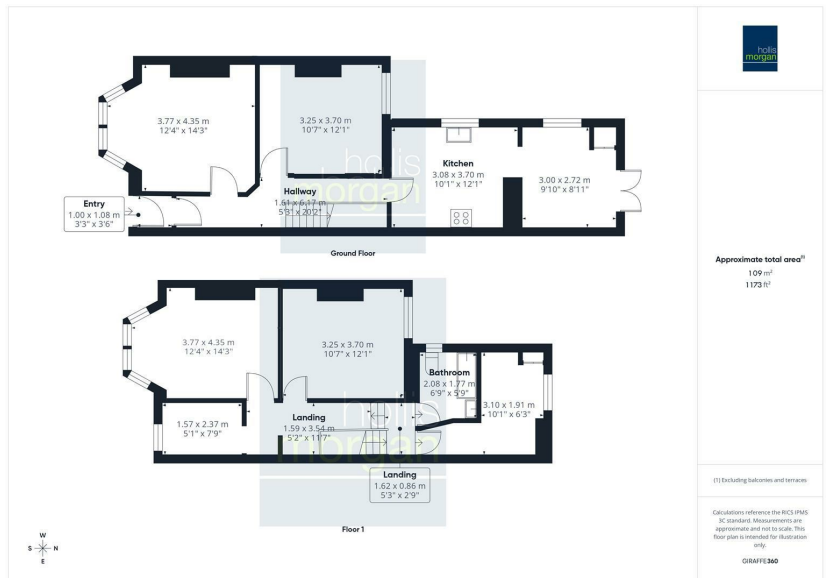 hollis
morgan
3.77 x 4.35 m
12'4" x 14'3"
3.25 x 3.70 m
10'7" x 12'1"
Kitchen
3.08 x 3.70 m
10'1" x 12'1"
3.00 x 2.72 m
9'10" x 8'11"
Entry
1.00 x 1.08 m
3'3" x 3'6"
Hallway
1.61 x 6.17 m
5'3" x 20'2"
hollis
morgan
Ground Floor
Approximate total area(1)
109 m²
1173 ft²
3.77 x 4.35 m
12'4" x 14'3"
3.25 x 3.70 m
10'7" x 12'1"
Bathroom
2.08 x 1.77 m
6'9" x 5'9"
3.10 x 1.91 m
10'1" x 6'3"
1.57 x 2.37 m
5'1" x 7'9"
Landing
1.59 x 3.54 m
5'2" x 11'7"
hollis
morgan
Landing
1.62 x 0.86 m
5'3" x 2'9"
Floor 1
(1) Excluding balconies and terraces
Calculations reference the RICS IPMS
3C standard. Measurements are
approximate and not to scale. This
floor plan is intended for illustration
only.
GIRAFFE360
W
S N
E